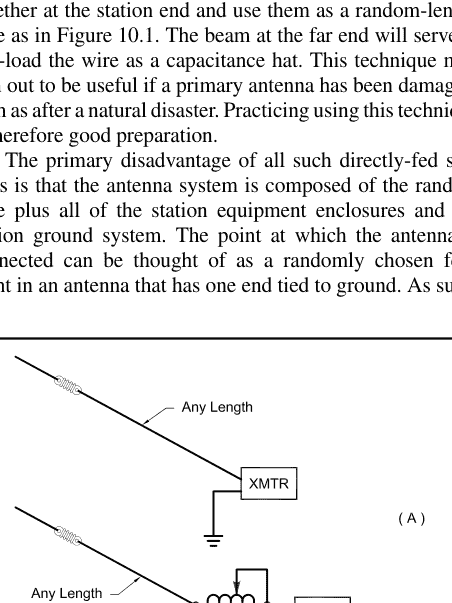 ether at the station end and use them as a random-len
e as in Figure 10.1. The beam at the far end will serve
-load the wire as a capacitance hat. This technique m
n out to be useful if a primary antenna has been damag
h as after a natural disaster. Practicing using this techni
herefore good preparation.
The primary disadvantage of all such directly-fed s
s is that the antenna system is composed of the rand
e plus all of the station equipment enclosures and
ion ground system. The point at which the antenna
nected can be thought of as a randomly chosen fe
nt in an antenna that has one end tied to ground. As su
Any Length
XMTR
( A )
Any Length